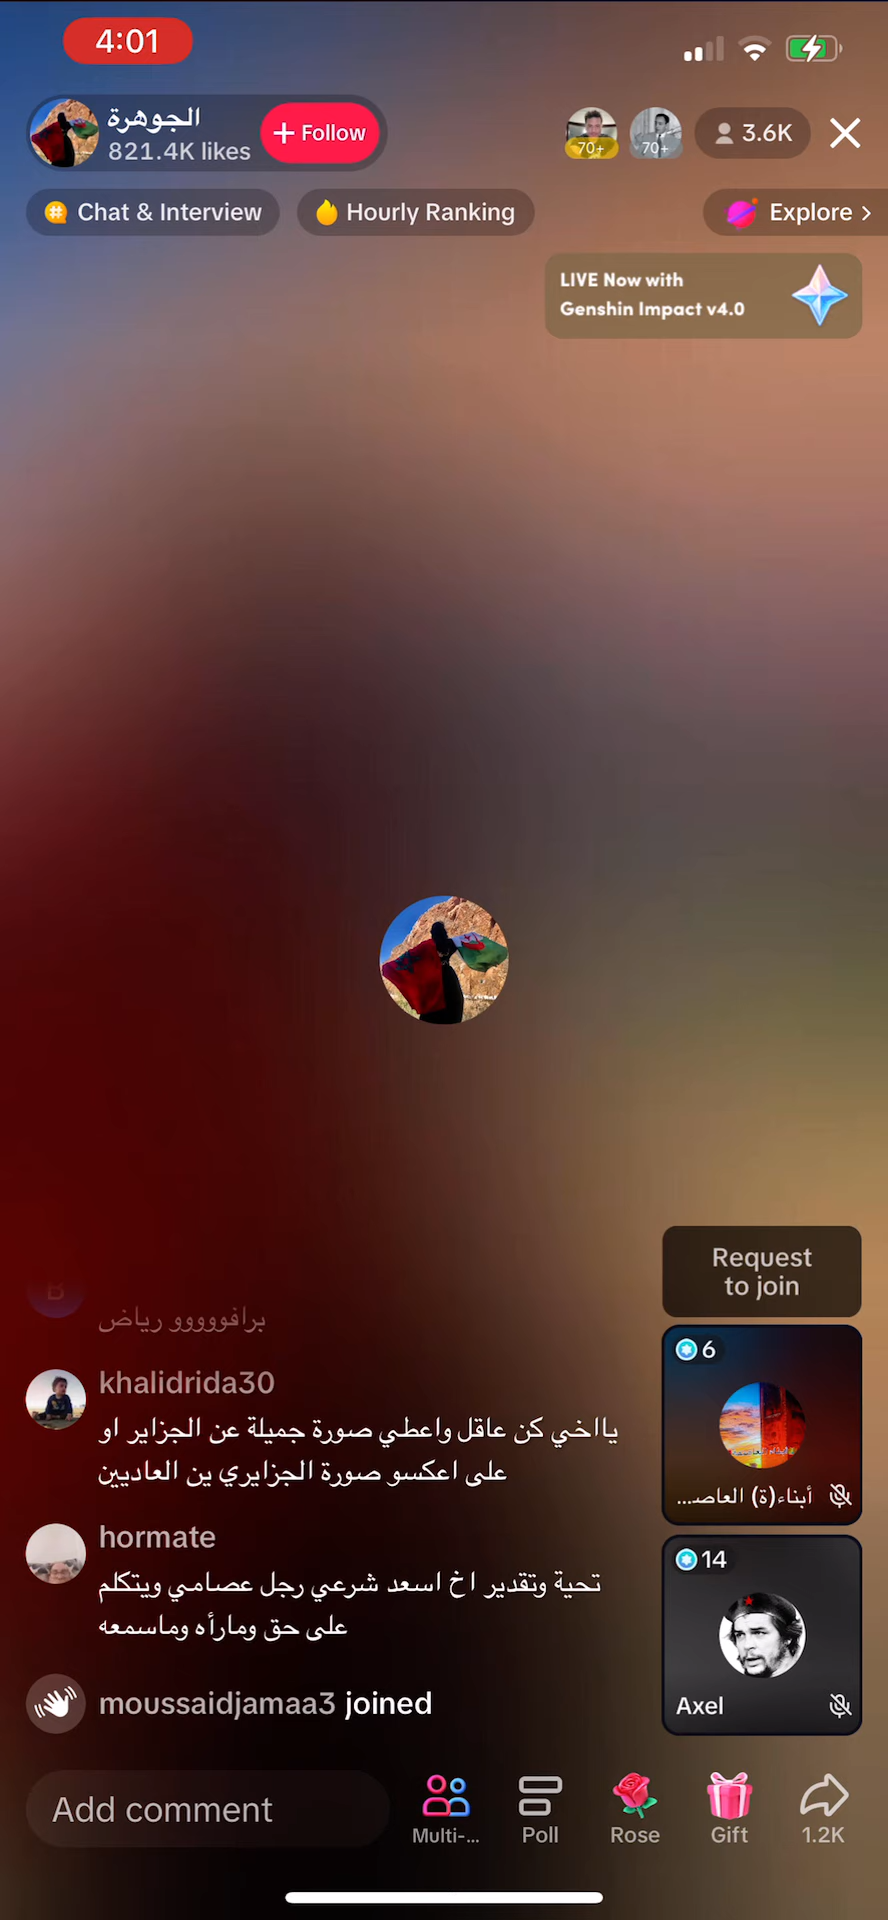 4:01
الجوهرة
821.4K likes
+ Follow
70+
70+
3.6K
Chat & Interview
Hourly Ranking
Explore >
LIVE Now with
Genshin Impact v4.0
Request
to join
B
برافووووو رياض
khalidrida30
يااخي كن عاقل واعطي صورة جميلة عن الجزاير او
على اعكسو صورة الجزايري ين العاديين
hormate
تحية وتقدير اخ اسعد شرعي رجل عصامي ويتكلم
على حق ومارأه وماسمعه
moussaidjamaa3 joined
6
أبناء(ة) العاصـ...
14
Axel
Add comment
Multi-...
Poll
Rose
Gift
1.2K